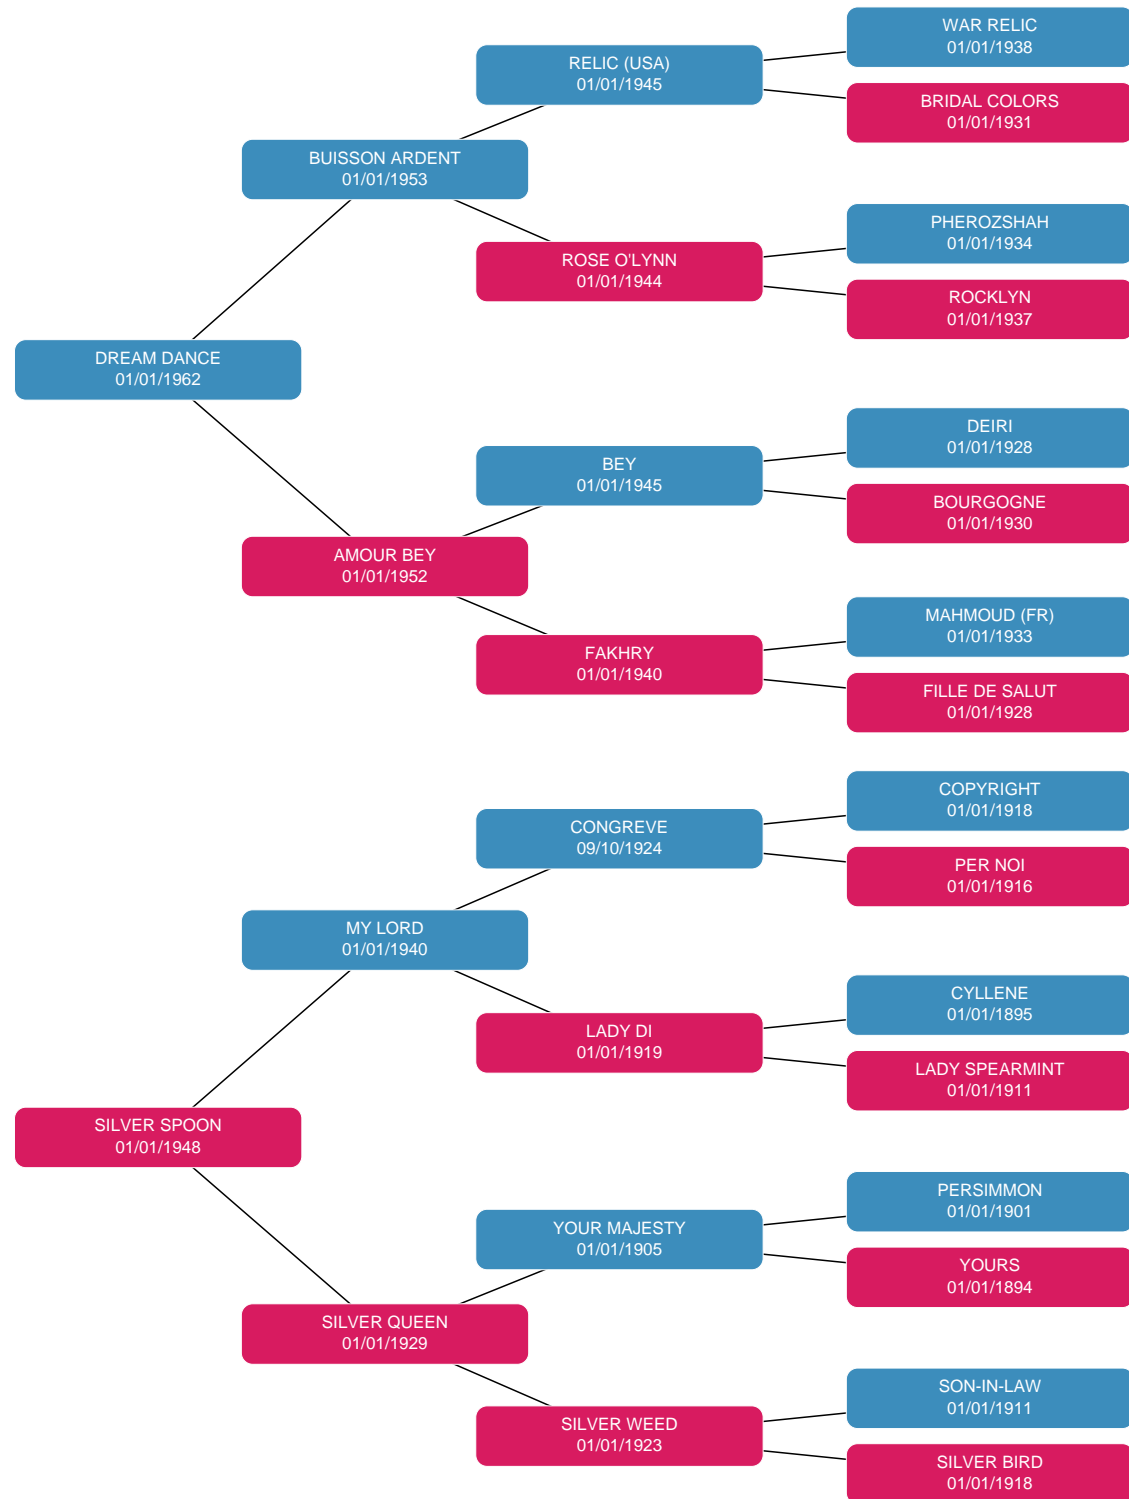 WAR RELIC
01/01/1938
RELIC (USA)
01/01/1945
BRIDAL COLORS
01/01/1931
BUISSON ARDENT
01/01/1953
PHEROZSHAH
01/01/1934
ROSE O'LYNN
01/01/1944
ROCKLYN
01/01/1937
DREAM DANCE
01/01/1962
DEIRI
01/01/1928
BEY
01/01/1945
BOURGOGNE
01/01/1930
AMOUR BEY
01/01/1952
MAHMOUD (FR)
01/01/1933
FAKHRY
01/01/1940
FILLE DE SALUT
01/01/1928
COPYRIGHT
01/01/1918
CONGREVE
09/10/1924
PER NOI
01/01/1916
MY LORD
01/01/1940
CYLLENE
01/01/1895
LADY DI
01/01/1919
LADY SPEARMINT
01/01/1911
SILVER SPOON
01/01/1948
PERSIMMON
01/01/1901
YOUR MAJESTY
01/01/1905
YOURS
01/01/1894
SILVER QUEEN
01/01/1929
SON-IN-LAW
01/01/1911
SILVER WEED
01/01/1923
SILVER BIRD
01/01/1918